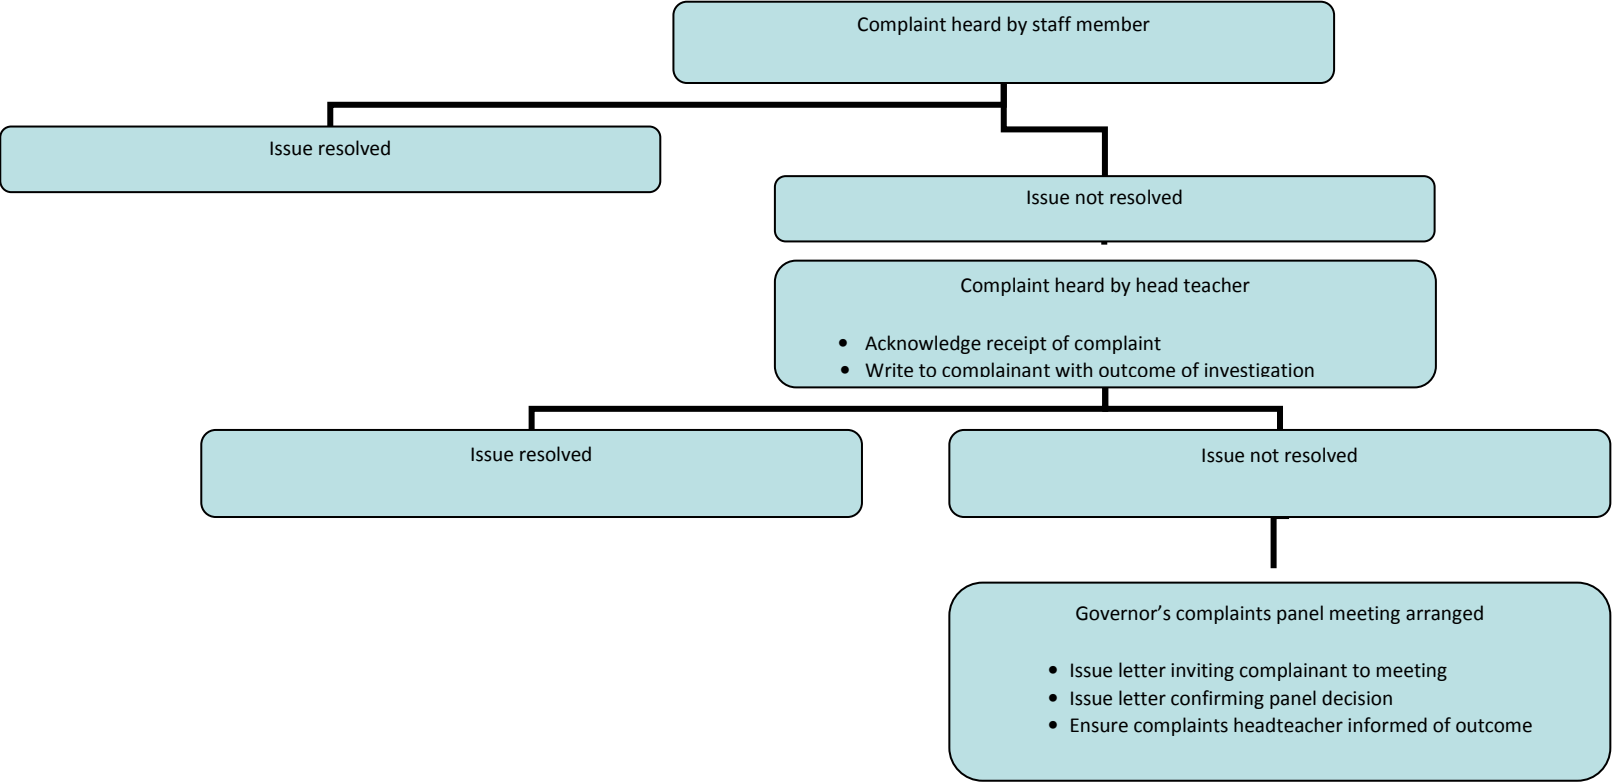 Complaint heard by staff member
Issue resolved
Issue not resolved
Complaint heard by head teacher
• Acknowledge receipt of complaint
• Write to complainant with outcome of investigation
Issue resolved
Issue not resolved
Governor’s complaints panel meeting arranged
• Issue letter inviting complainant to meeting
• Issue letter confirming panel decision
• Ensure complaints headteacher informed of outcome